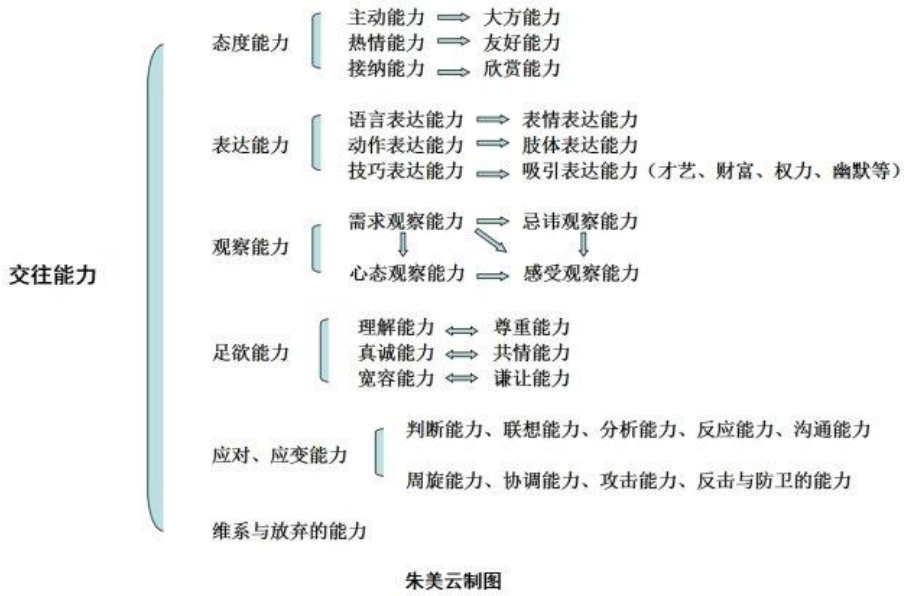 主动能力 大方能力
态度能力 热情能力 友好能力
接纳能力 欣赏能力
语言表达能力 表情表达能力
表达能力 动作表达能力 肢体表达能力
技巧表达能力 吸引表达能力（才艺、财富、权力、幽默等）
需求观察能力 忌讳观察能力
观察能力
交往能力
心态观察能力 感受观察能力
理解能力 尊重能力
足欲能力 真诚能力 共情能力
宽容能力 谦让能力
判断能力、联想能力、分析能力、反应能力、沟通能力
应对、应变能力
周旋能力、协调能力、攻击能力、反击与防卫的能力
维系与放弃的能力
朱美云制图